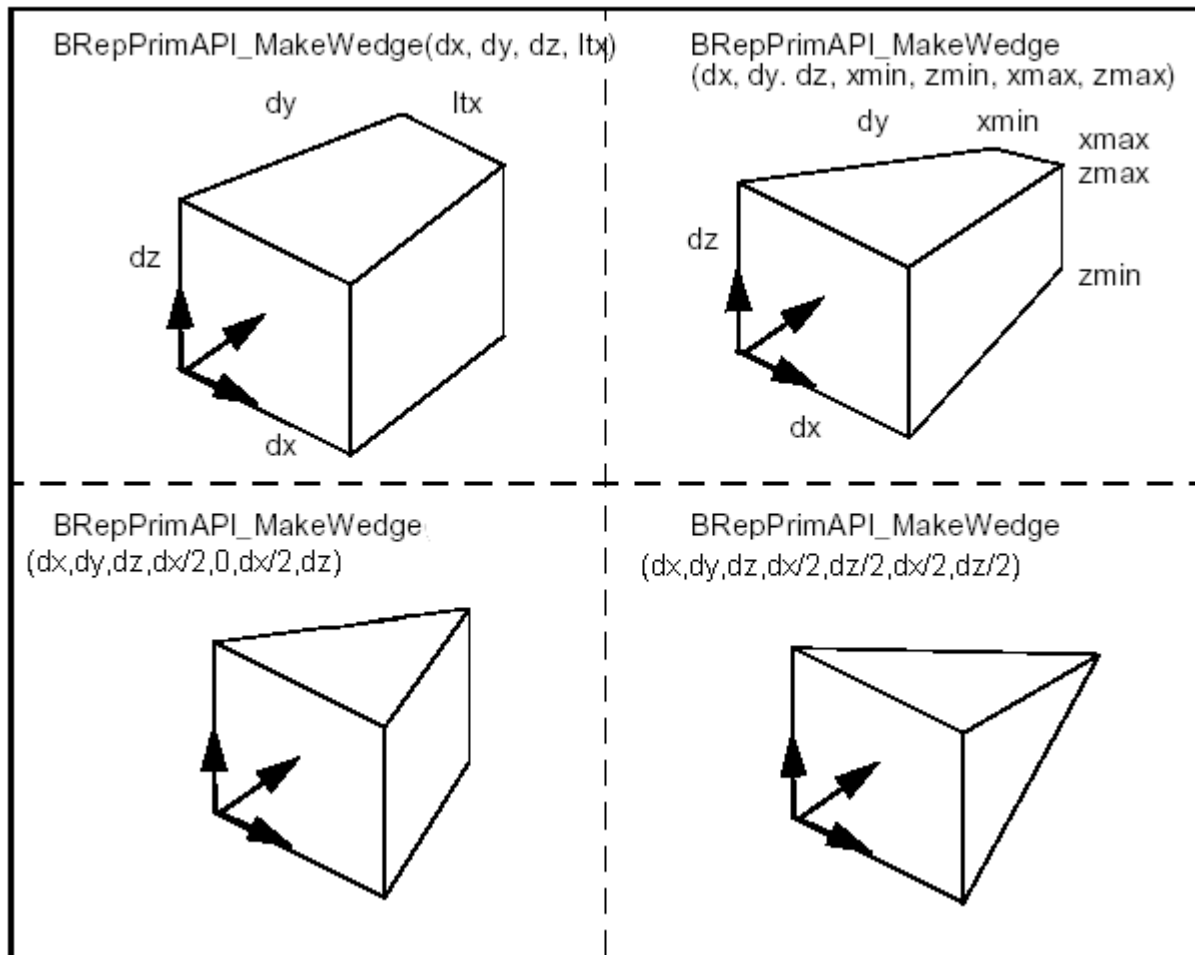 BRepPrimAPI_MakeWedge(dx, dy, dz, ltx)
dy
ltx
dz
dx
BRepPrimAPI_MakeWedge
(dx, dy. dz, xmin, zmin, xmax, zmax)
dy
xmin
xmax
zmax
dz
zmin
dx
BRepPrimAPI_MakeWedge
(dx,dy,dz,dx/2,0,dx/2,dz)
BRepPrimAPI_MakeWedge
(dx,dy,dz,dx/2,dz/2,dx/2,dz/2)